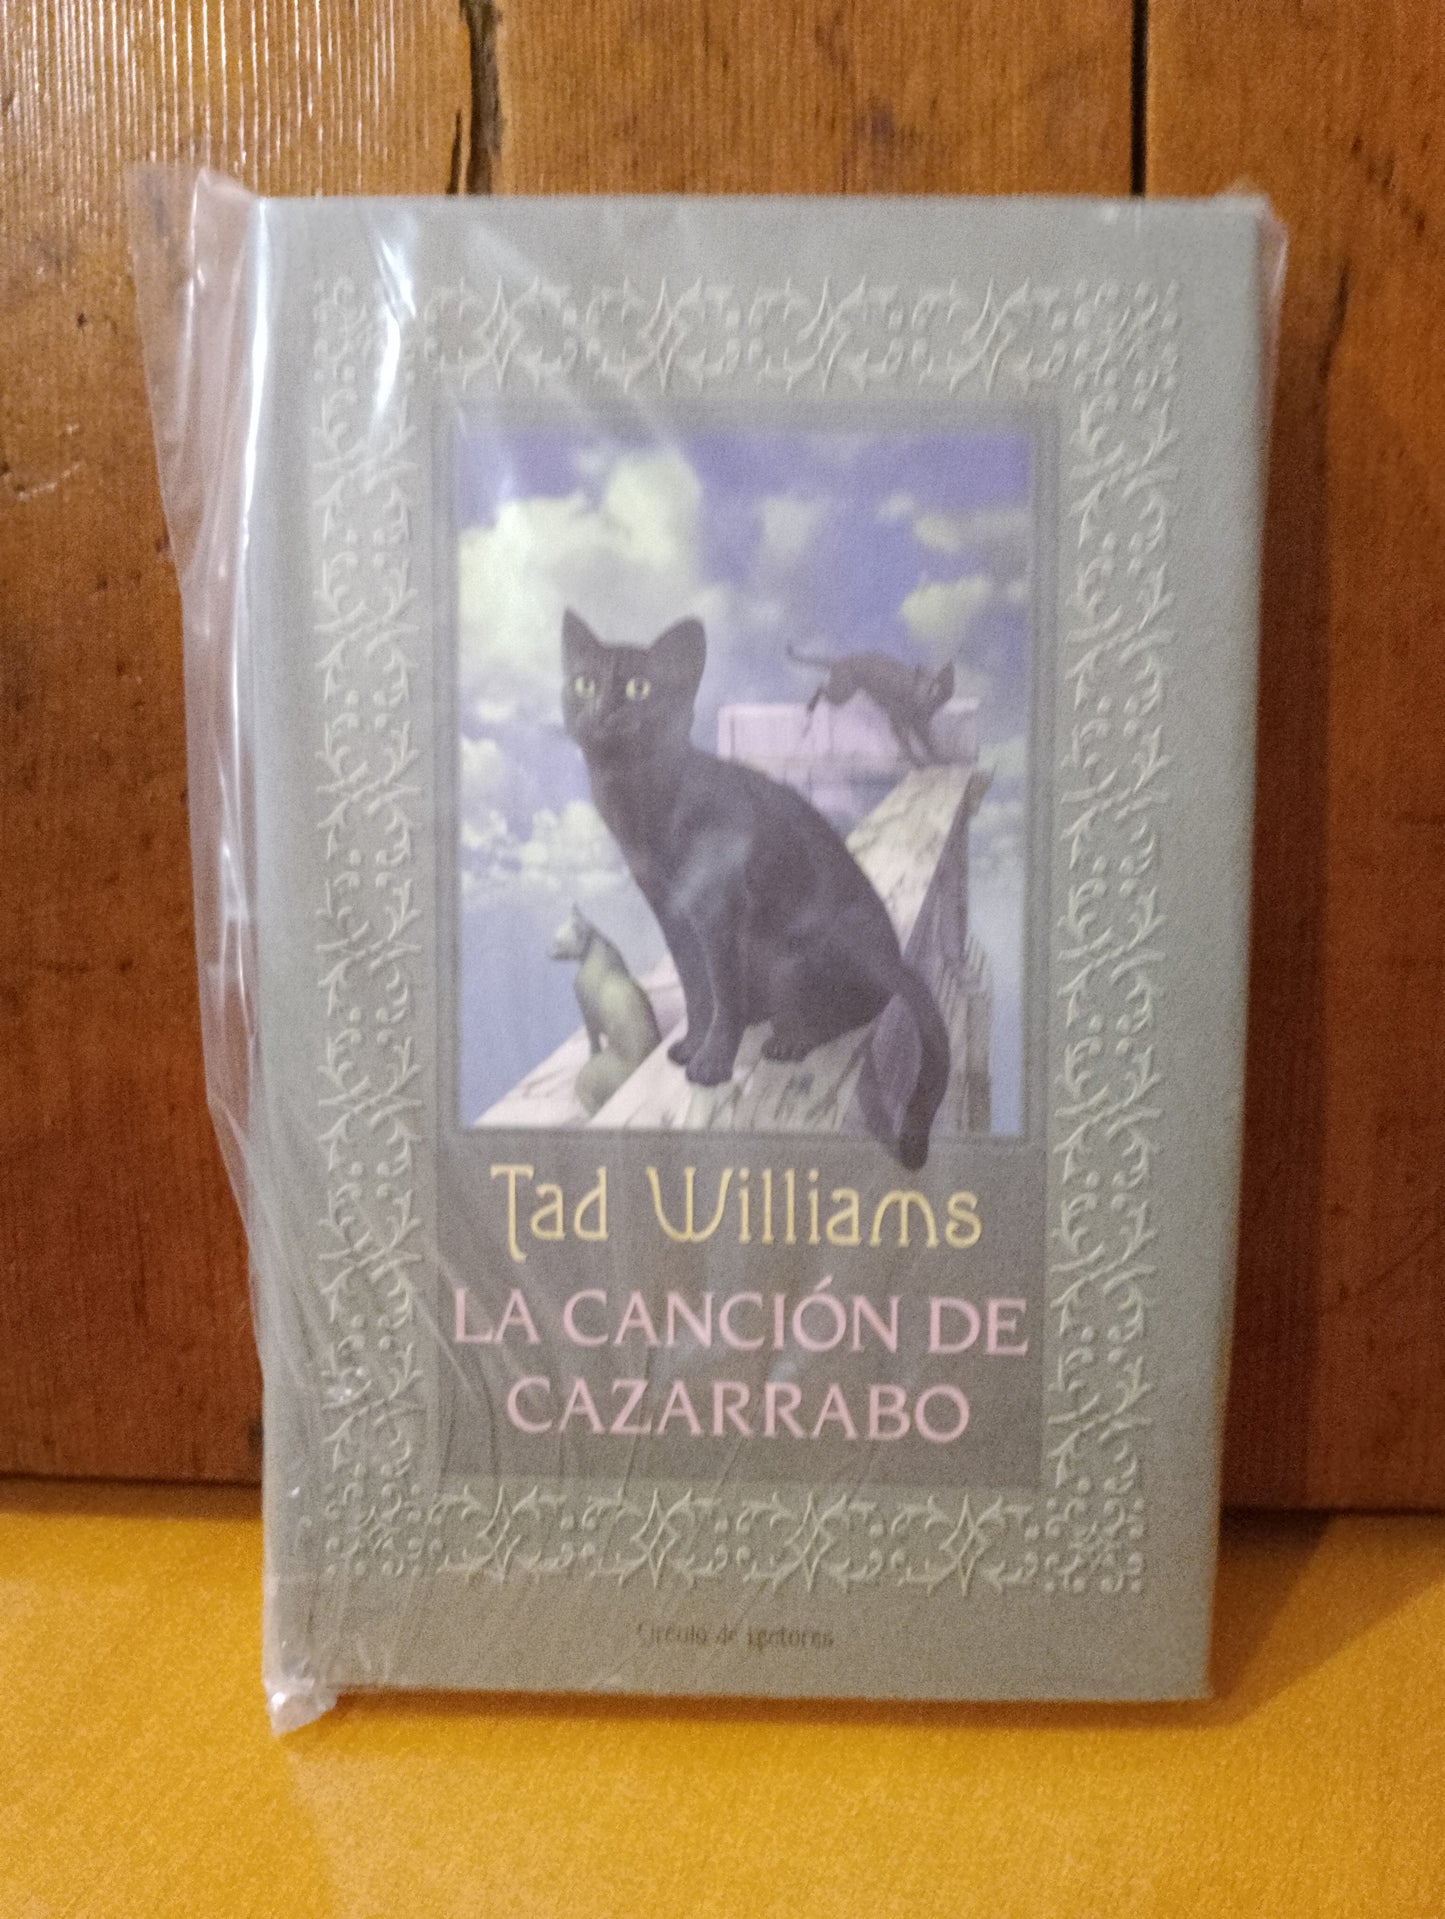 Tad Williams
LA CANCIÓN DE
CAZARRABO
Círculo de Lectores